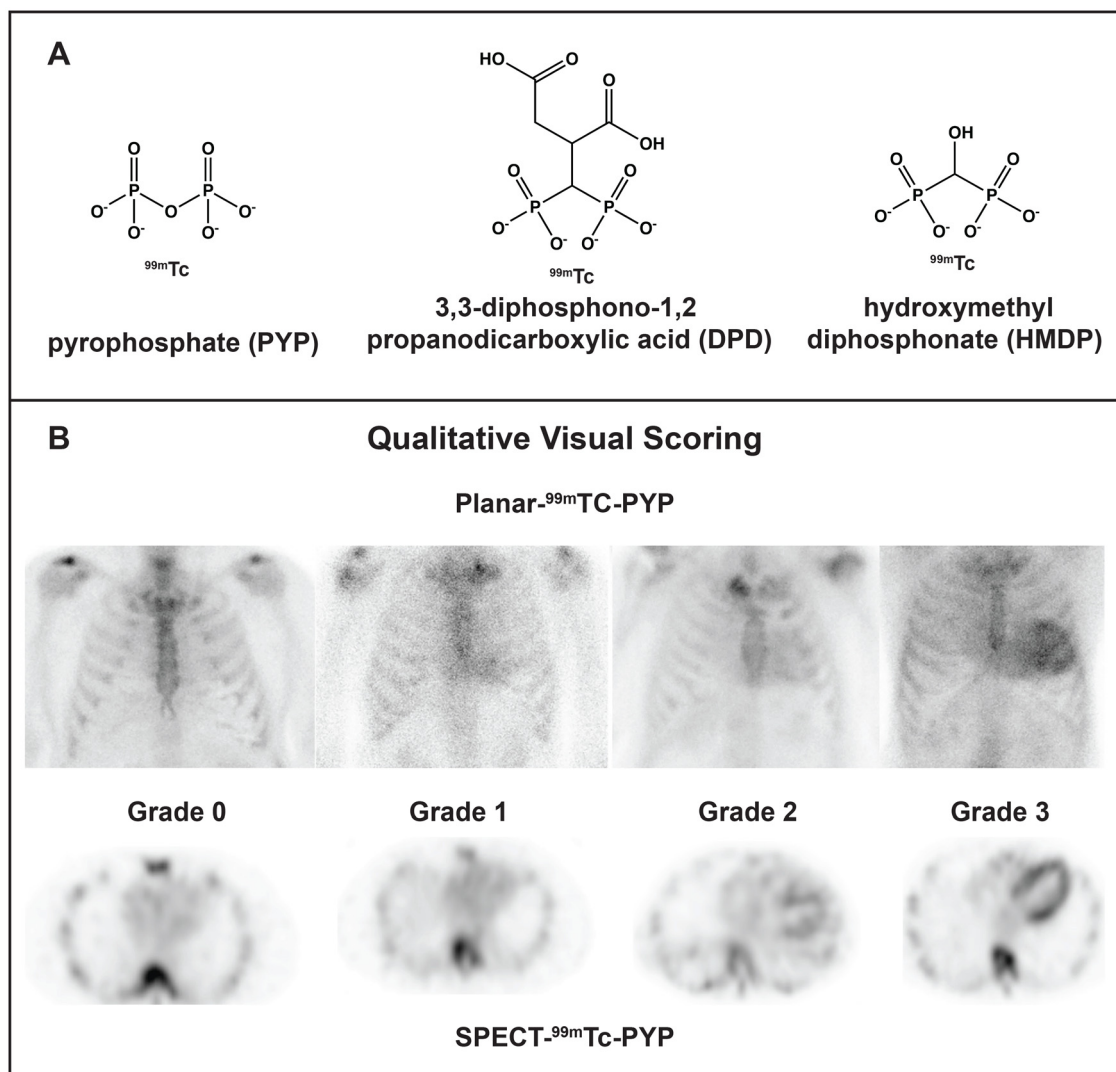 A
HO
O
O
OH
O
O
P
P
O
O-
O-
O-
O-
99mTc
pyrophosphate (PYP)
O
O
P
P
O-
O-
O-
O-
99mTc
3,3-diphosphono-1,2
propanodicarboxylic acid (DPD)
OH
O
O
P
P
O-
O-
O-
O-
99mTc
hydroxymethyl
diphosphonate (HMDP)
B
Qualitative Visual Scoring
Planar-99mTC-PYP
Grade 0
Grade 1
Grade 2
Grade 3
SPECT-99mTc-PYP